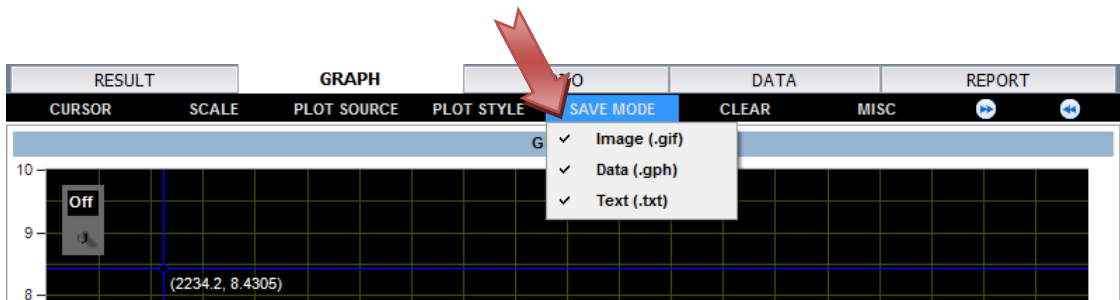 RESULT GRAPH DATA REPORT
CURSOR SCALE PLOT SOURCE PLOT STYLE SAVE MODE CLEAR MISC
G
Image (.gif)
Data (.gph)
Text (.txt)
10
Off
9
(2234.2, 8.4305)
8